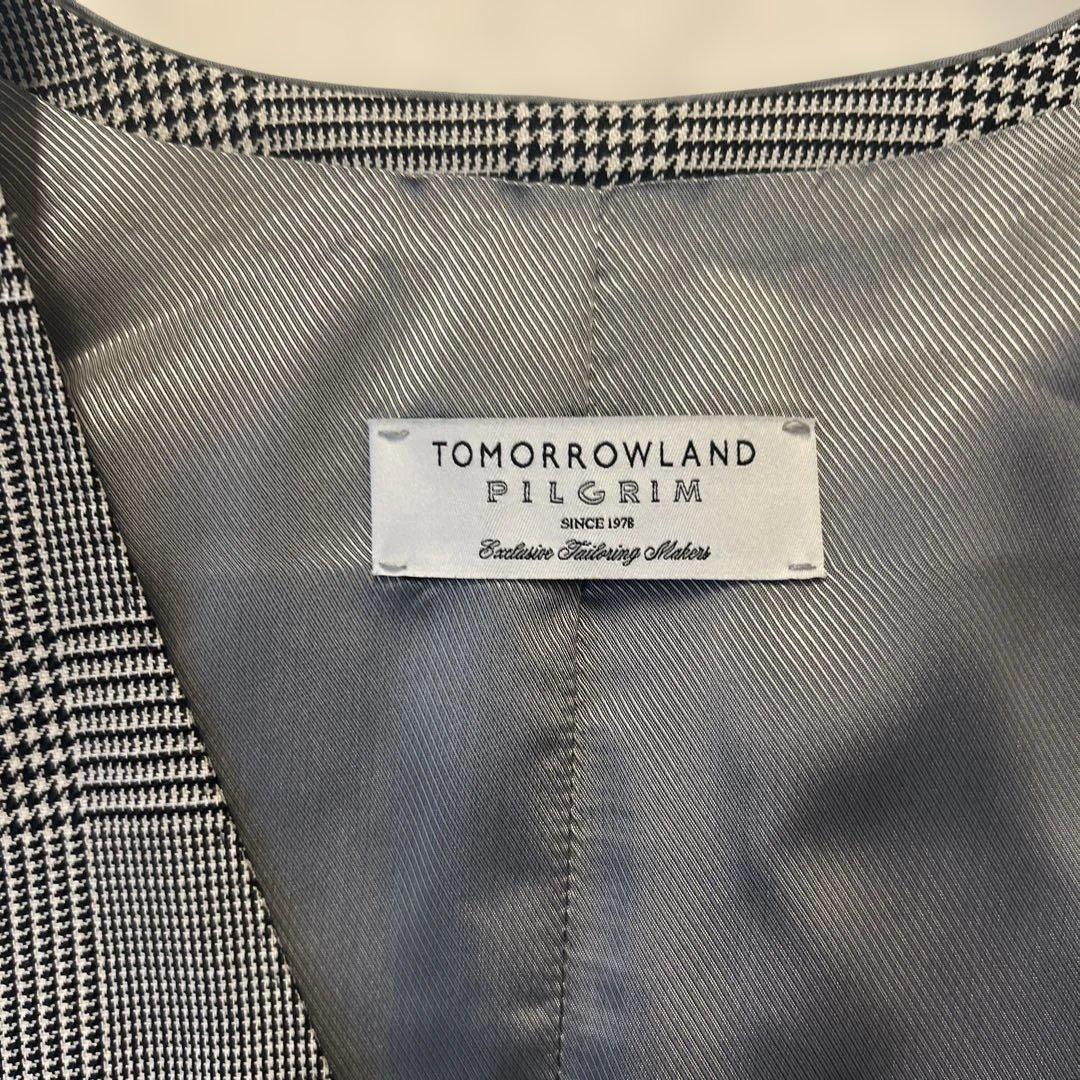 TOMORROWLAND
PILGRIM
SINCE 1978
Exclusive Tailoring Makers